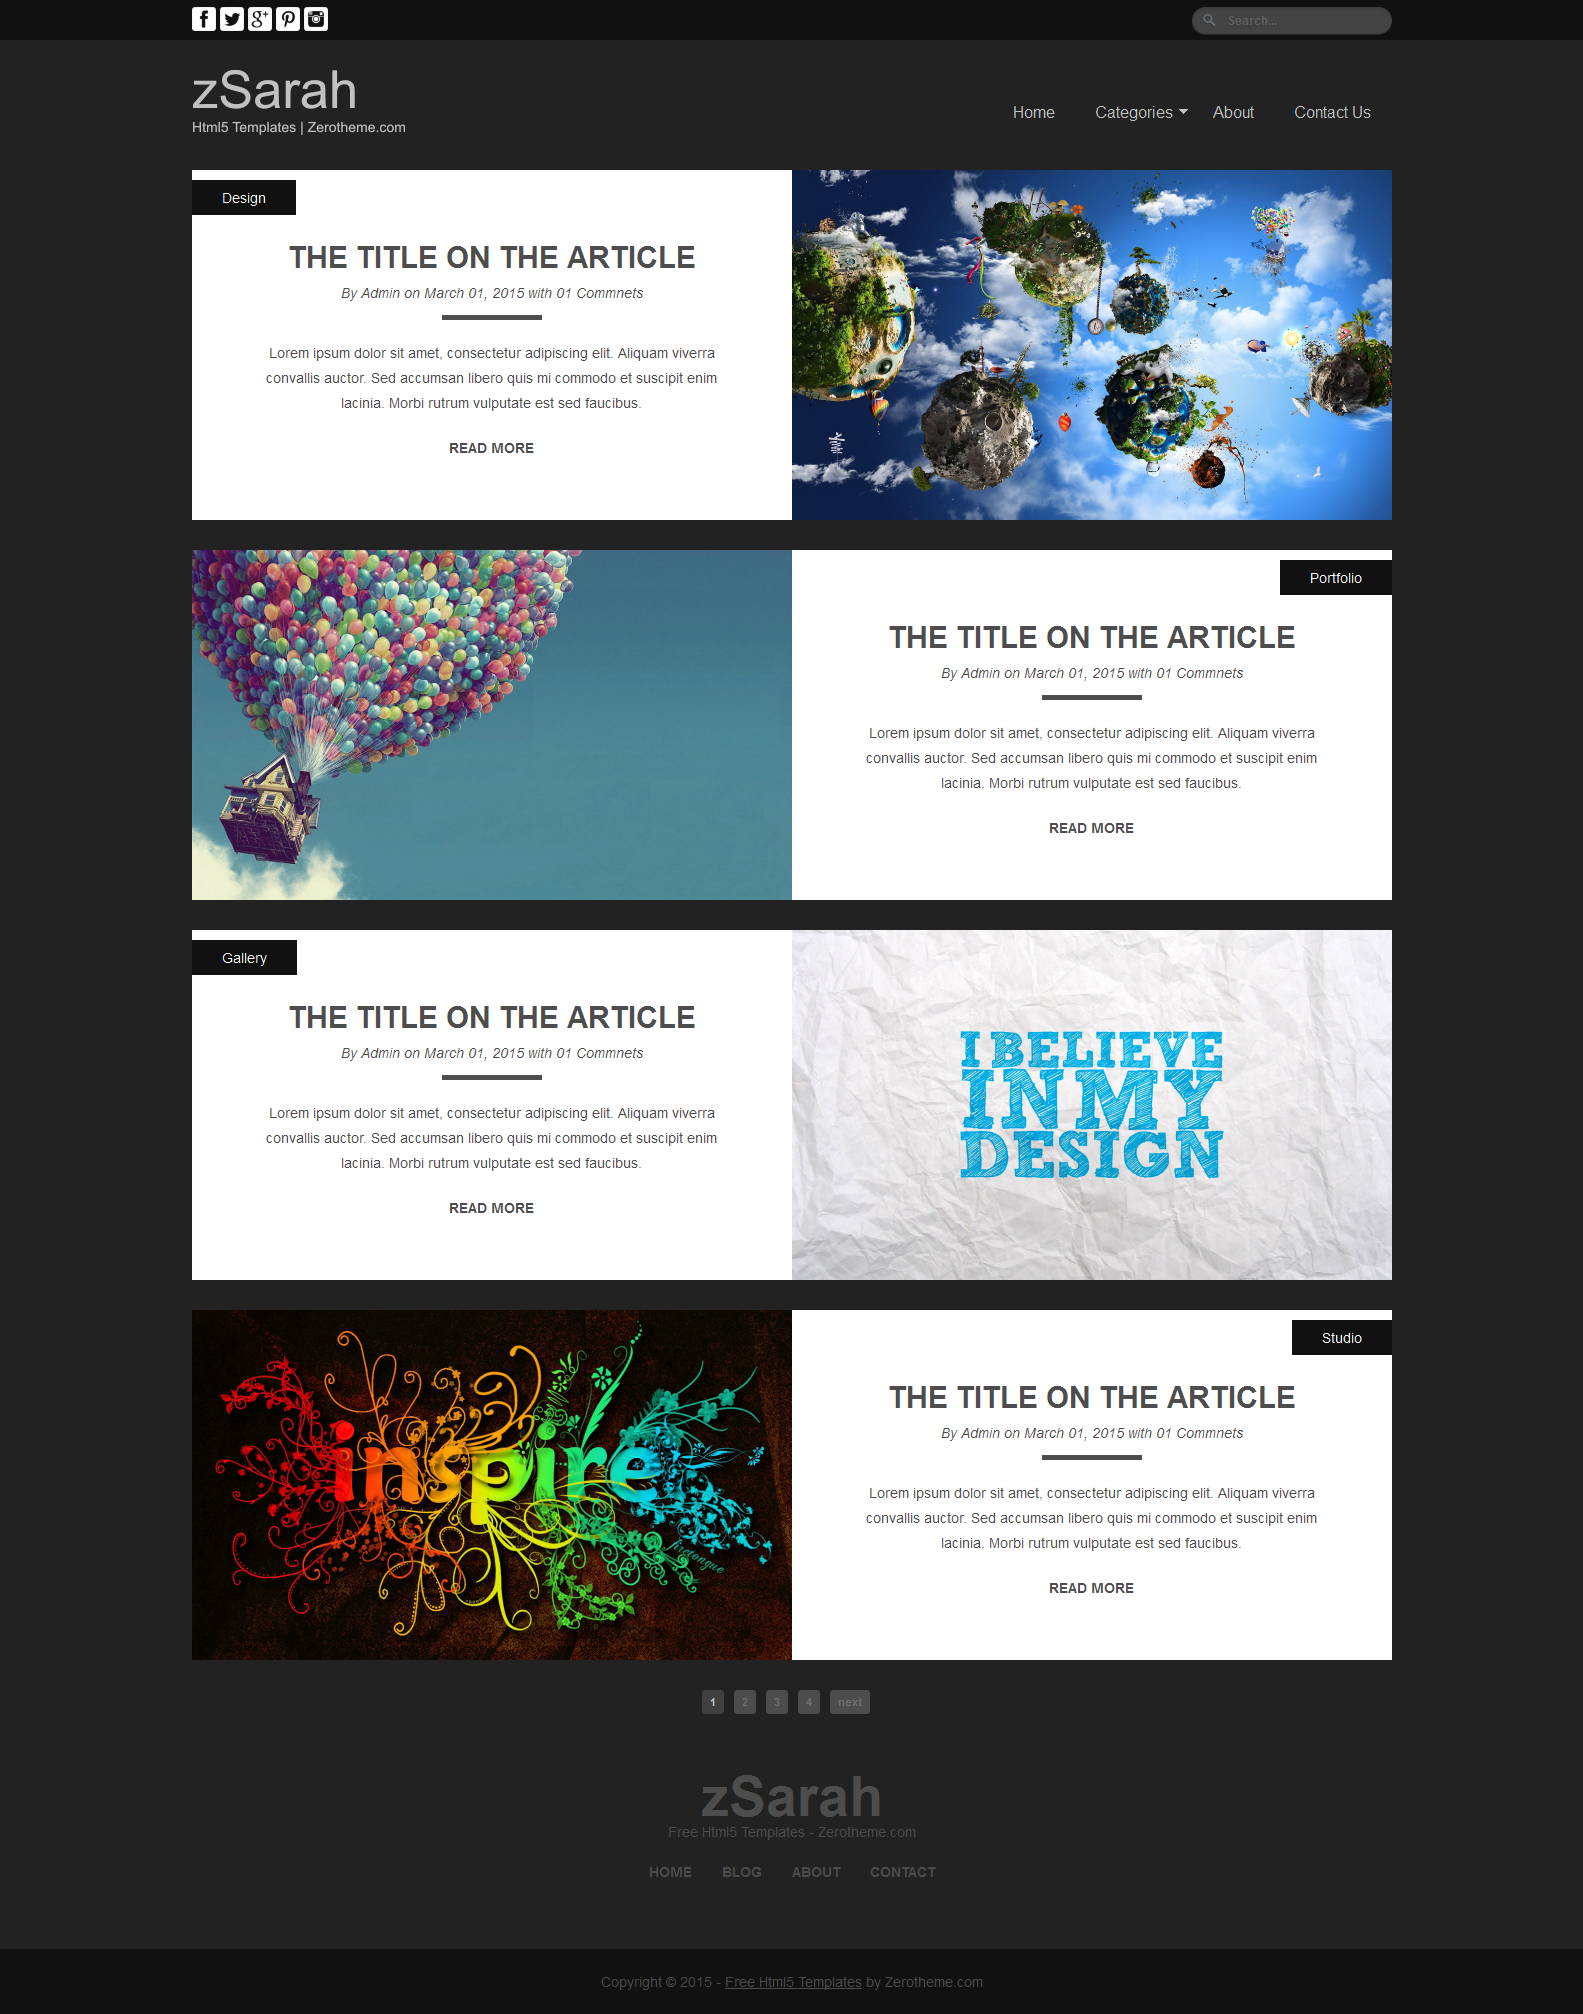 Search...
zSarah
Html5 Templates | Zerotheme.com
Home Categories About Contact Us
Design
THE TITLE ON THE ARTICLE
By Admin on March 01, 2015 with 01 Commnets
Lorem ipsum dolor sit amet, consectetur adipiscing elit. Aliquam viverra
convallis auctor. Sed accumsan libero quis mi commodo et suscipit enim
lacinia. Morbi rutrum vulputate est sed faucibus.
READ MORE
Portfolio
THE TITLE ON THE ARTICLE
By Admin on March 01, 2015 with 01 Commnets
Lorem ipsum dolor sit amet, consectetur adipiscing elit. Aliquam viverra
convallis auctor. Sed accumsan libero quis mi commodo et suscipit enim
lacinia. Morbi rutrum vulputate est sed faucibus.
READ MORE
Gallery
THE TITLE ON THE ARTICLE
By Admin on March 01, 2015 with 01 Commnets
Lorem ipsum dolor sit amet, consectetur adipiscing elit. Aliquam viverra
convallis auctor. Sed accumsan libero quis mi commodo et suscipit enim
lacinia. Morbi rutrum vulputate est sed faucibus.
READ MORE
I BELIEVE
IN MY
DESIGN
inspire
firetongue
Studio
THE TITLE ON THE ARTICLE
By Admin on March 01, 2015 with 01 Commnets
Lorem ipsum dolor sit amet, consectetur adipiscing elit. Aliquam viverra
convallis auctor. Sed accumsan libero quis mi commodo et suscipit enim
lacinia. Morbi rutrum vulputate est sed faucibus.
READ MORE
1 2 3 4 next
zSarah
Free Html5 Templates - Zerotheme.com
HOME BLOG ABOUT CONTACT
Copyright © 2015 - Free Html5 Templates by Zerotheme.com